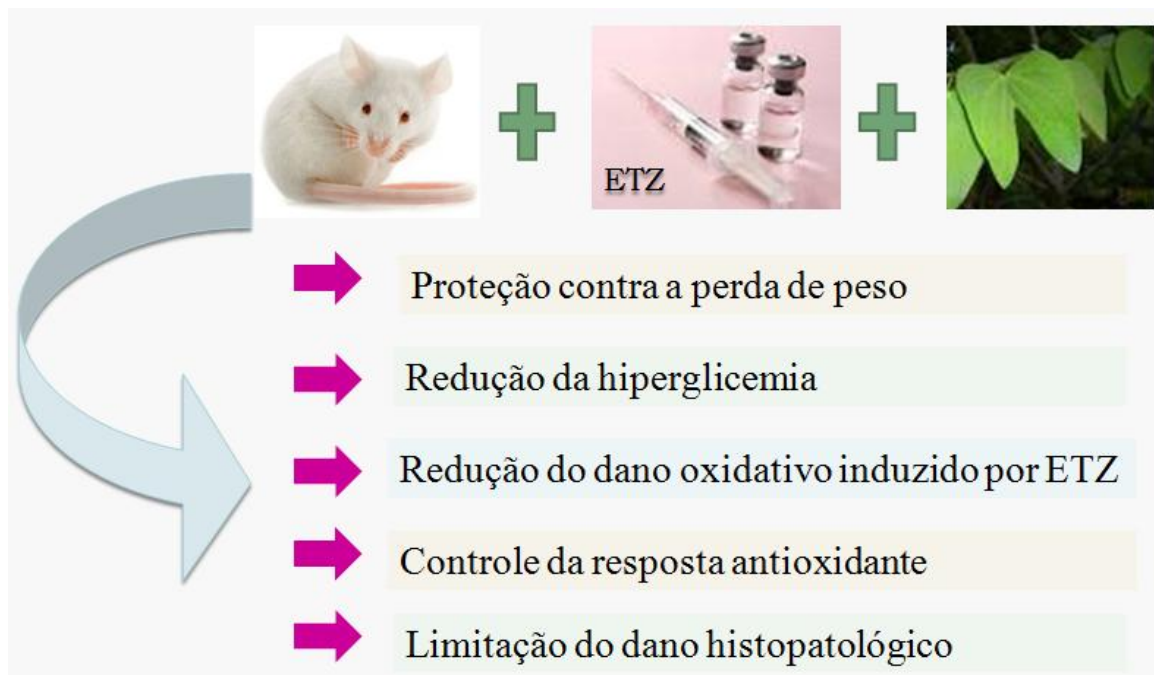 ETZ
Proteção contra a perda de peso
Redução da hiperglicemia
Redução do dano oxidativo induzido por ETZ
Controle da resposta antioxidante
Limitação do dano histopatológico